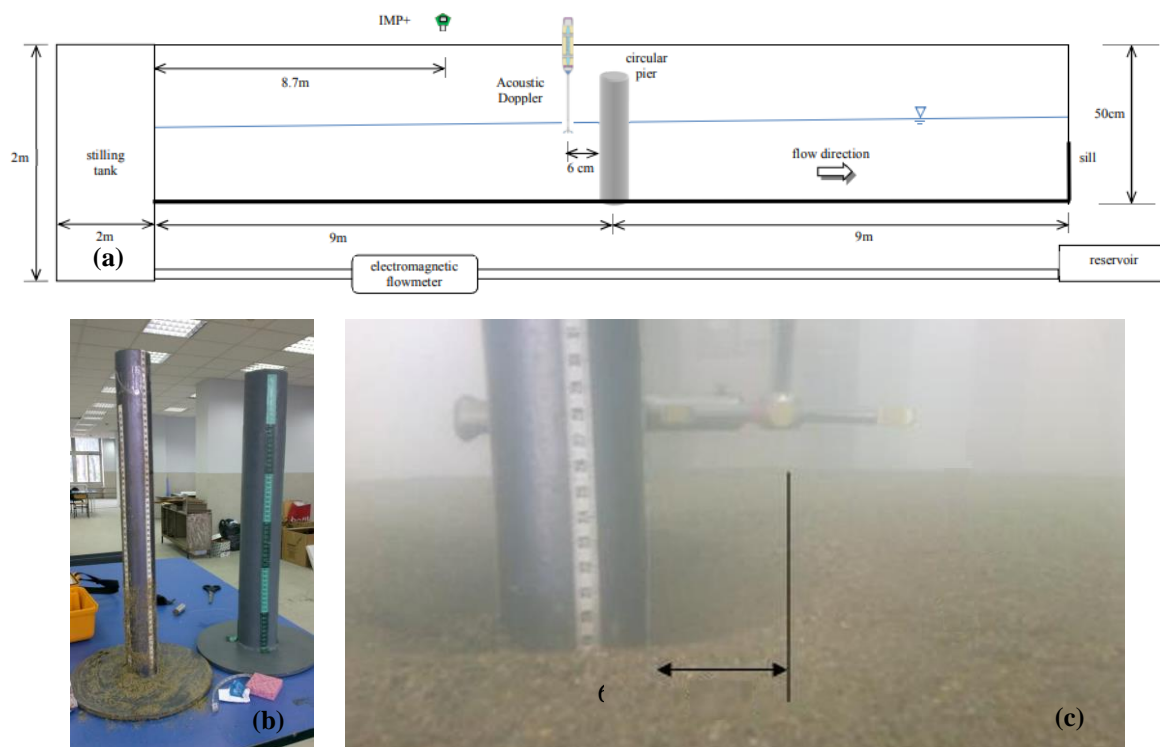 IMP+
8.7m
Acoustic
Doppler
circular
pier
50cm
2m
stilling
tank
6 cm
flow direction
sill
2m
9m
9m
(a)
electromagnetic
flowmeter
reservoir
(b)
(c)